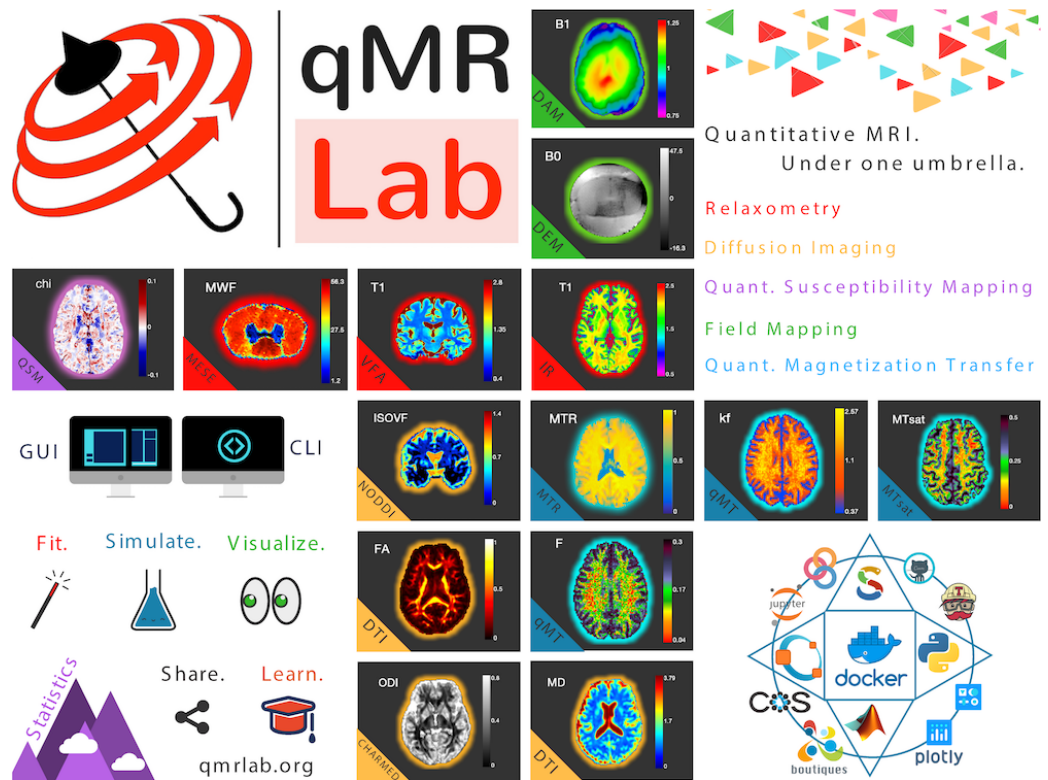 qMR
Lab
B1
1.25
1
0.75
DAM
B0
47.5
0
-16.3
DEM
Quantitative MRI.
Under one umbrella.
Relaxometry
Diffusion Imaging
Quant. Susceptibility Mapping
Field Mapping
Quant. Magnetization Transfer
chi
0.1
0
-0.1
QSM
MWF
56.3
27.5
1.2
MESE
T1
2.8
1.35
0.4
VFA
T1
2.5
1.5
0.5
IR
GUI
CLI
ISOVF
1.4
0.7
0
NODDI
MTR
1
0.5
0
MTR
kf
2.57
1.1
0.37
qMT
MTsat
0.5
0.25
0
MTsat
Fit.
Simulate.
Visualize.
FA
1
0.5
0
DTI
F
0.3
0.17
0.04
qMT
Statistics
Share.
Learn.
qmrlab.org
ODI
0.6
0.4
0
CHARMED
MD
3.79
1.7
0
DTI
jupyter
T
docker
COS
boutiques
plotly